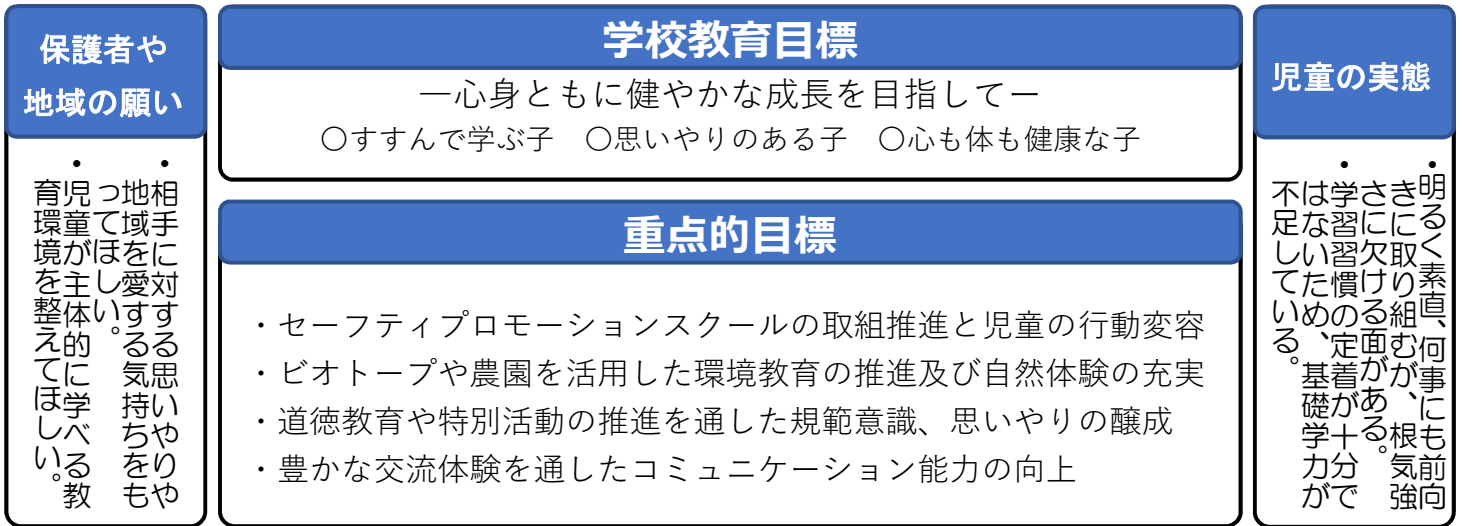 保護者や
地域の願い
・相手に対する思いやりや
地域を愛する気持ちをも
ってほしい。
・児童が主体的に学べる教
育環境を整えてほしい。
学校教育目標
―心身ともに健やかな成長を目指してー
〇すすんで学ぶ子　〇思いやりのある子　〇心も体も健康な子
重点的目標
・セーフティプロモーションスクールの取組推進と児童の行動変容
・ビオトープや農園を活用した環境教育の推進及び自然体験の充実
・道徳教育や特別活動の推進を通した規範意識、思いやりの醸成
・豊かな交流体験を通したコミュニケーション能力の向上
児童の実態
・明るく素直、何事にも前向
きに取り組むが、根気強
さに欠ける面がある。
・学習習慣の定着が十分で
はないため、基礎学力が
不足している。